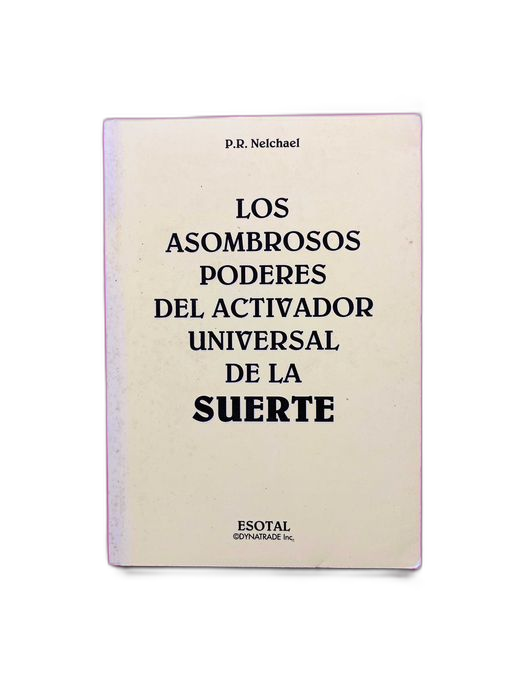 P.R. Nelchael
LOS
ASOMBROSOS
PODERES
DEL ACTIVADOR
UNIVERSAL
DE LA
SUERTE
ESOTAL
©DYNATRADE Inc,